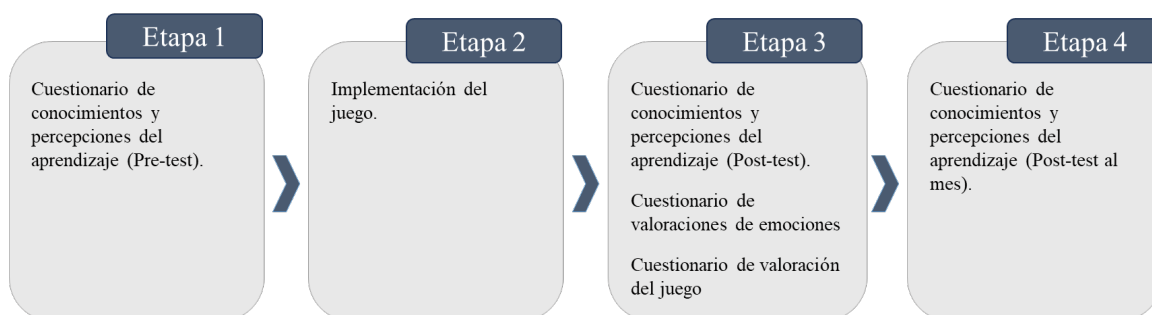 Etapa 1
Cuestionario de
conocimientos y
percepciones del
aprendizaje (Pre-test).
Etapa 2
Implementación del
juego.
Etapa 3
Cuestionario de
conocimientos y
percepciones del
aprendizaje (Post-test).
Cuestionario de
valoraciones de emociones
Cuestionario de valoración
del juego
Etapa 4
Cuestionario de
conocimientos y
percepciones del
aprendizaje (Post-test al
mes).